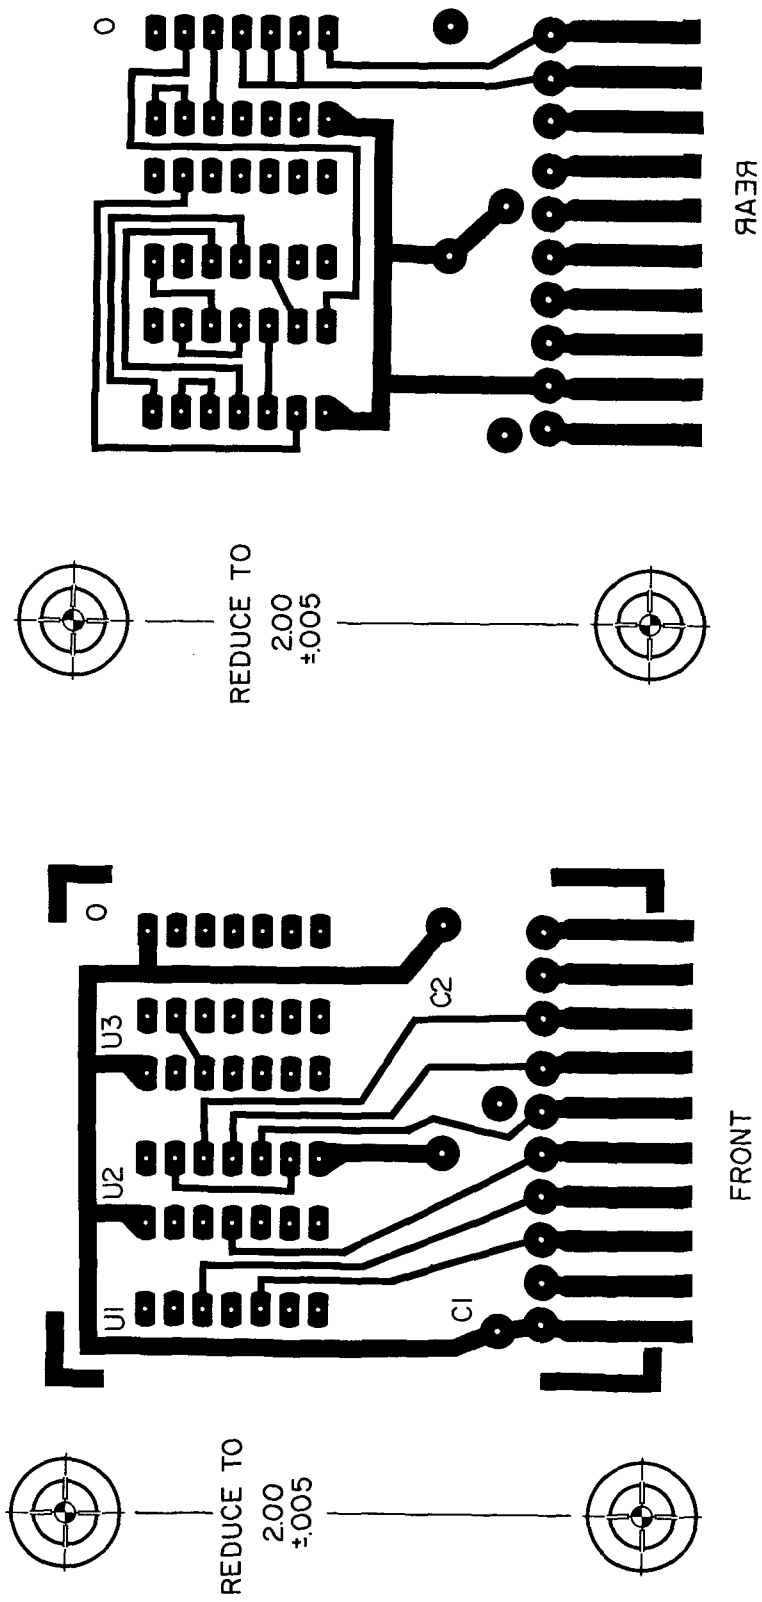 O
REAR
REDUCE TO
2.00
±.005
O
U3
C2
U2
U1
C1
FRONT
REDUCE TO
2.00
±.005